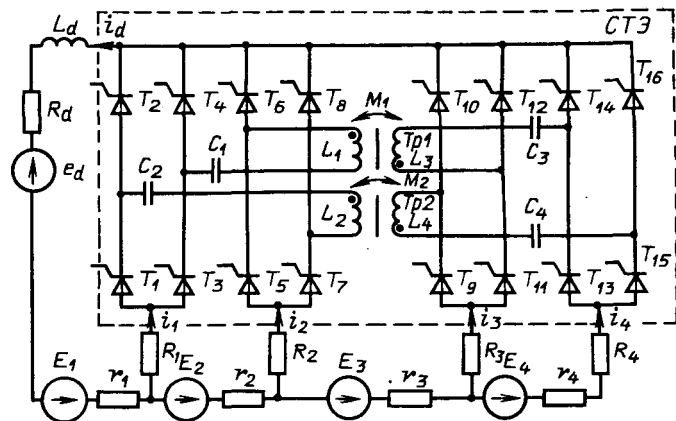 L_d i_d СТЭ
T_2 T_4 T_6 T_8 M_1 T_10 T_12 T_14 T_16
R_d
C_1 L_1 Тр1 L_3 C_3
e_d C_2 M_2
L_2 Тр2 L_4 C_4
T_1 T_3 T_5 T_7 T_9 T_11 T_13 T_15
i_1 i_2 i_3 i_4
R_1 R_2 R_3 R_4
E_1 r_1 E_2 r_2 E_3 r_3 E_4 r_4